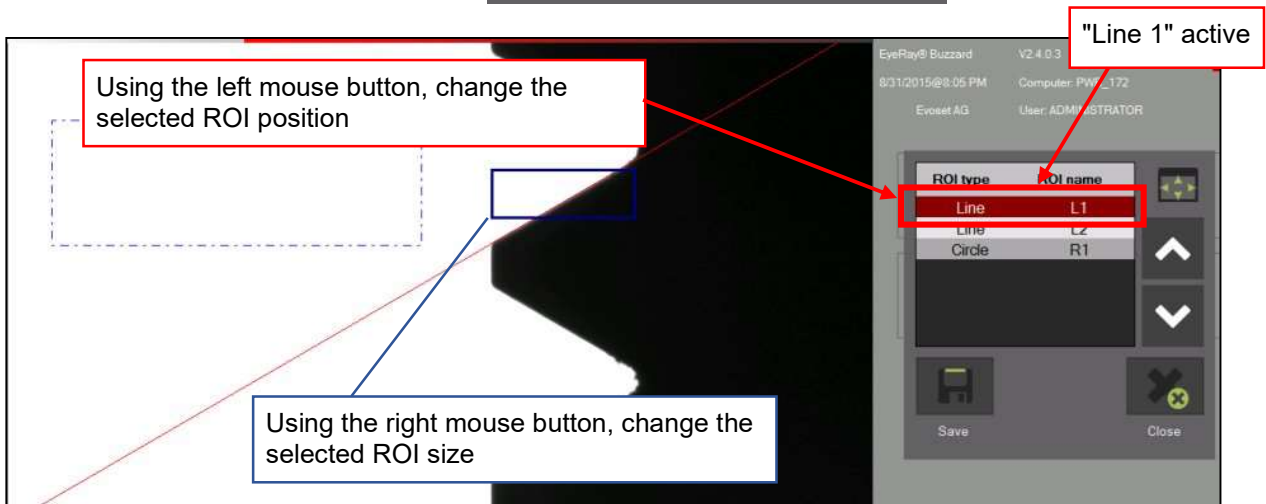 "Line 1" active
EyeRay® Buzzard V2.4.0.3
Using the left mouse button, change the
selected ROI position
8/31/2015@8:05 PM Computer: 172
Evoset AG User: ADMINISTRATOR
ROI type ROI name
Line L1
Line L2
Circle R1
Using the right mouse button, change the
selected ROI size
Save Close